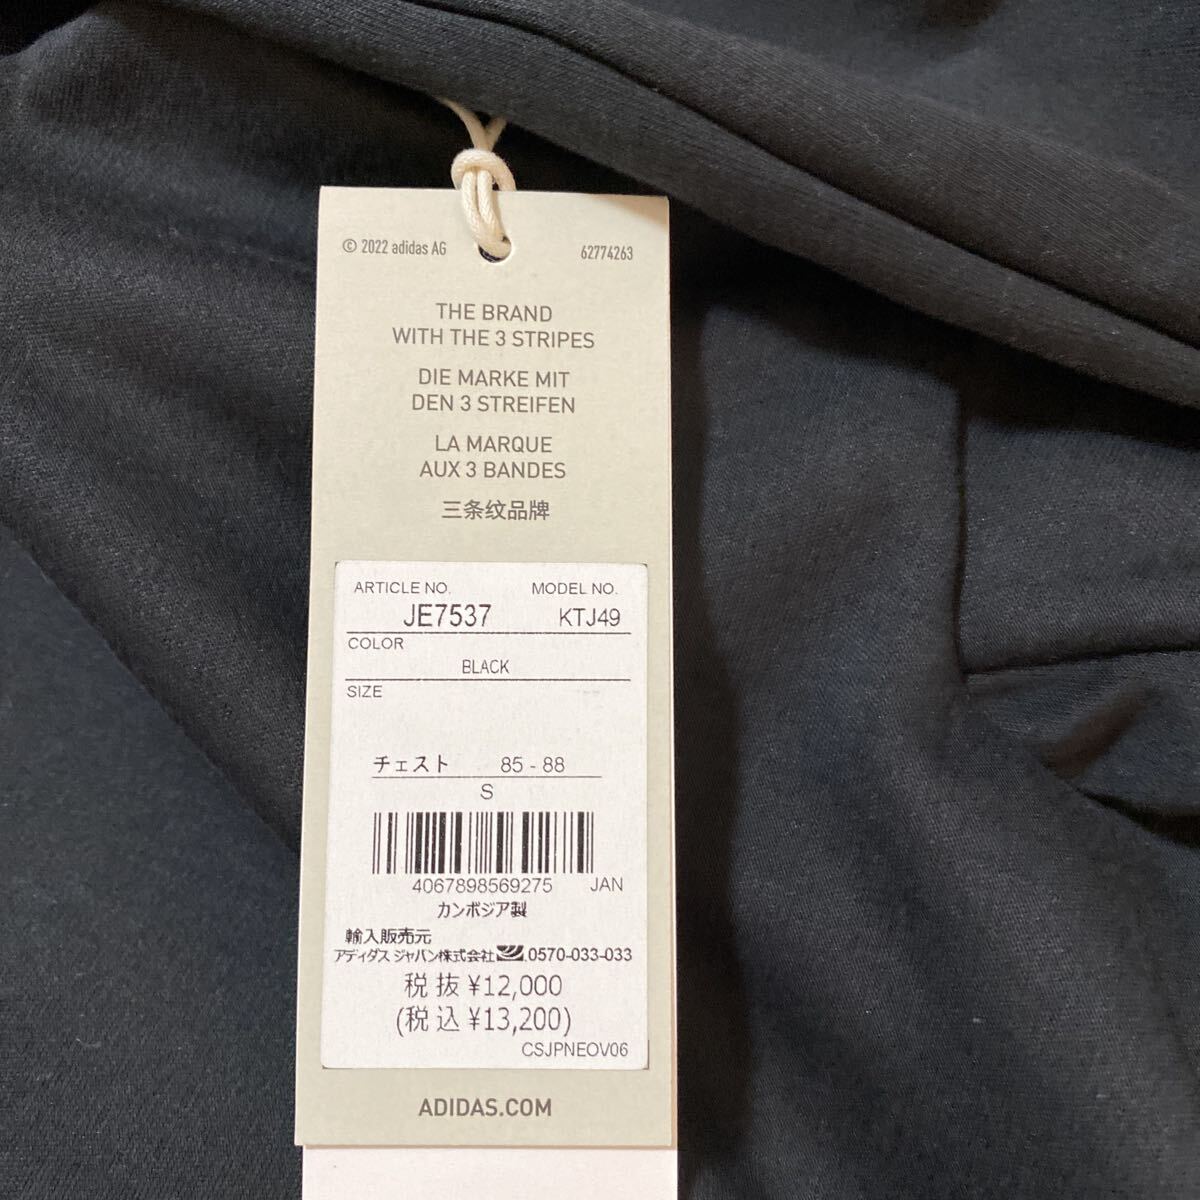 © 2022 adidas AG 62774263
THE BRAND
WITH THE 3 STRIPES
DIE MARKE MIT
DEN 3 STREIFEN
LA MARQUE
AUX 3 BANDES
三条纹品牌
ARTICLE NO. MODEL NO.
JE7537 KTJ49
COLOR
BLACK
SIZE
チェスト 85 - 88
S
4067898569275 JAN
カンボジア製
輸入販売元
アディダス ジャパン株式会社 0570-033-033
税抜 ¥12,000
(税込 ¥13,200)
CSJPNEOV06
ADIDAS.COM